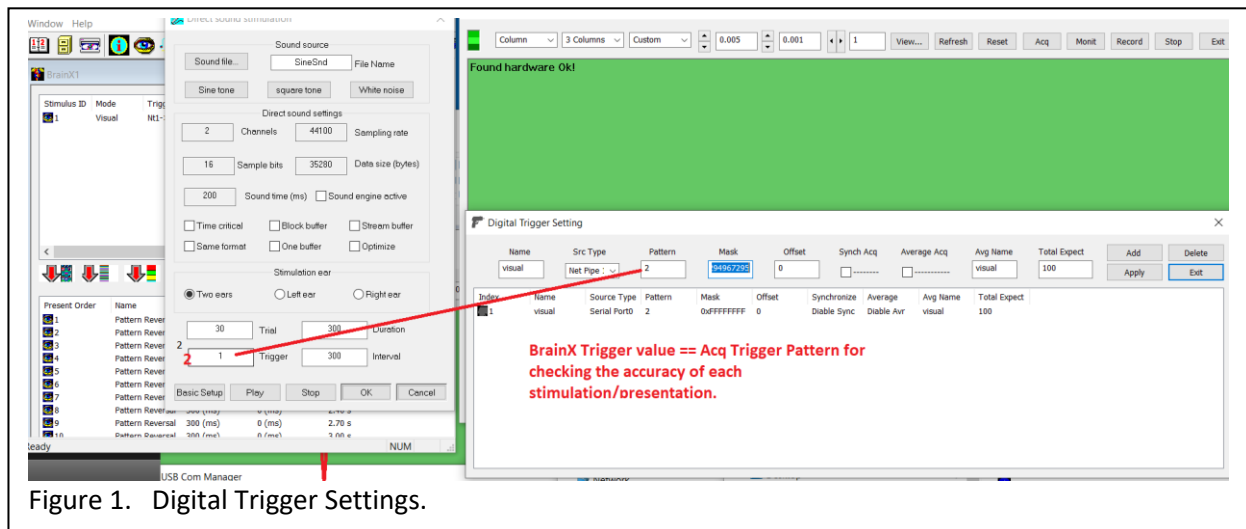 Window Help
Direct sound stimulation
Column 3 Columns Custom 0.005 0.001 1 View... Refresh Reset Acq Monit Record Stop Exit
BrainX1
Found hardware Ok!
Stimulus ID Mode Trigg
1 Visual Nt1-
Sound source
Sound file... SineSnd File Name
Sine tone square tone White noise
Direct sound settings
2 Channels 44100 Sampling rate
16 Sample bits 35280 Data size (bytes)
200 Sound time (ms) Sound engine active
Time critical Block buffer Stream buffer
Same format One buffer Optimize
Stimulation ear
Two ears Left ear Right ear
30 Trial 300 Duration
2
2 1 Trigger 300 Interval
Basic Setup Play Stop OK Cancel
Present Order Name
1 Pattern Rever
2 Pattern Rever
3 Pattern Rever
4 Pattern Rever
5 Pattern Rever
6 Pattern Rever
7 Pattern Rever
8 Pattern Reversal 300 (ms) 0 (ms) 2.40 s
9 Pattern Reversal 300 (ms) 0 (ms) 2.70 s
10 Pattern Reversal 300 (ms) 0 (ms) 3.00 s
Ready NUM
USB Com Manager
Network
Digital Trigger Setting
Name Src Type Pattern Mask Offset Synch Acq Average Acq Avg Name Total Expect Add Delete
visual Net Pipe : 2 94967295 0 -------- ----------- visual 100 Apply Exit
Index Name Source Type Pattern Mask Offset Synchronize Average Avg Name Total Expect
1 visual Serial Port0 2 0xFFFFFFFF 0 Diable Sync Diable Avr visual 100
BrainX Trigger value == Acq Trigger Pattern for
checking the accuracy of each
stimulation/presentation.
Figure 1. Digital Trigger Settings.